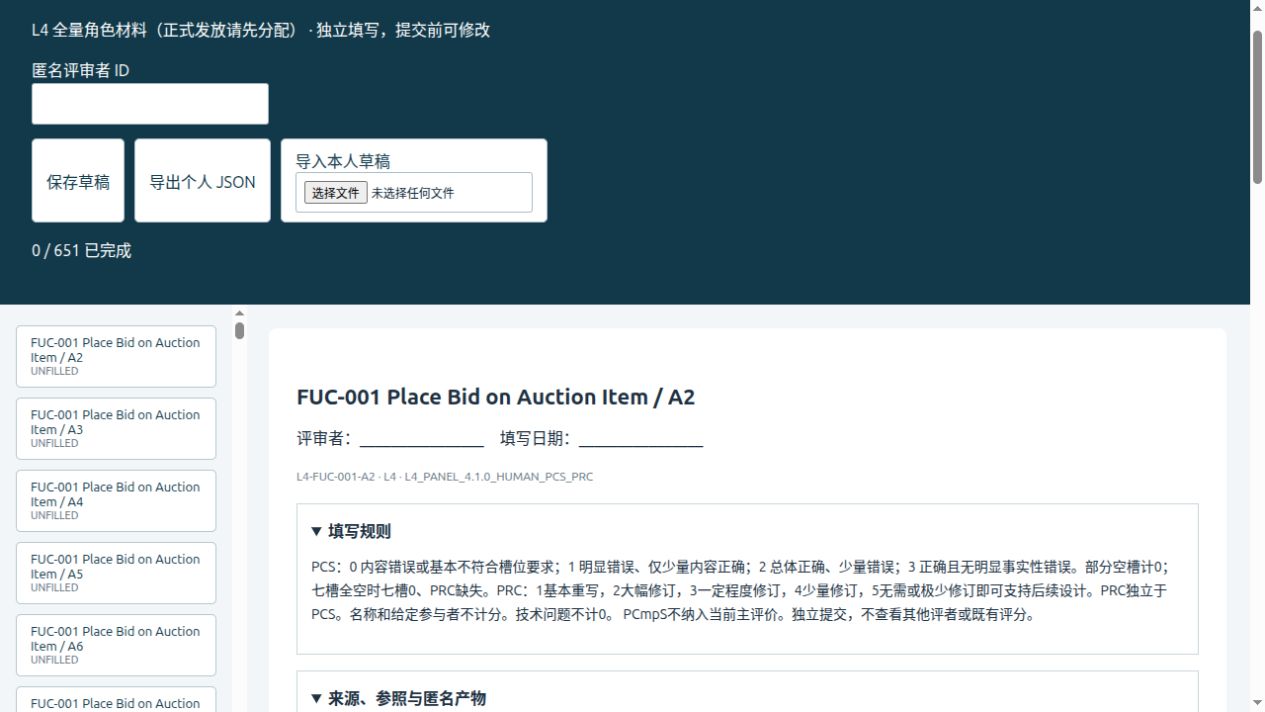 L4 全量角色材料（正式发放请先分配） · 独立填写，提交前可修改
匿名评审者 ID
保存草稿
导出个人 JSON
导入本人草稿
选择文件 未选择任何文件
0 / 651 已完成
FUC-001 Place Bid on Auction
Item / A2
UNFILLED
FUC-001 Place Bid on Auction
Item / A3
UNFILLED
FUC-001 Place Bid on Auction
Item / A4
UNFILLED
FUC-001 Place Bid on Auction
Item / A5
UNFILLED
FUC-001 Place Bid on Auction
Item / A6
UNFILLED
FUC-001 Place Bid on Auction
FUC-001 Place Bid on Auction Item / A2
评审者：________________ 填写日期：________________
L4-FUC-001-A2 · L4 · L4_PANEL_4.1.0_HUMAN_PCS_PRC
▼ 填写规则
PCS：0 内容错误或基本不符合槽位要求；1 明显错误、仅少量内容正确；2 总体正确、少量错误；3 正确且无明显事实性错误。部分空槽计0；
七槽全空时七槽0、PRC缺失。PRC：1基本重写，2大幅修订，3一定程度修订，4少量修订，5无需或极少修订即可支持后续设计。PRC独立于
PCS。名称和给定参与者不计分。技术问题不计0。 PCmpS不纳入当前主评价。独立提交，不查看其他评者或既有评分。
▼ 来源、参照与匿名产物